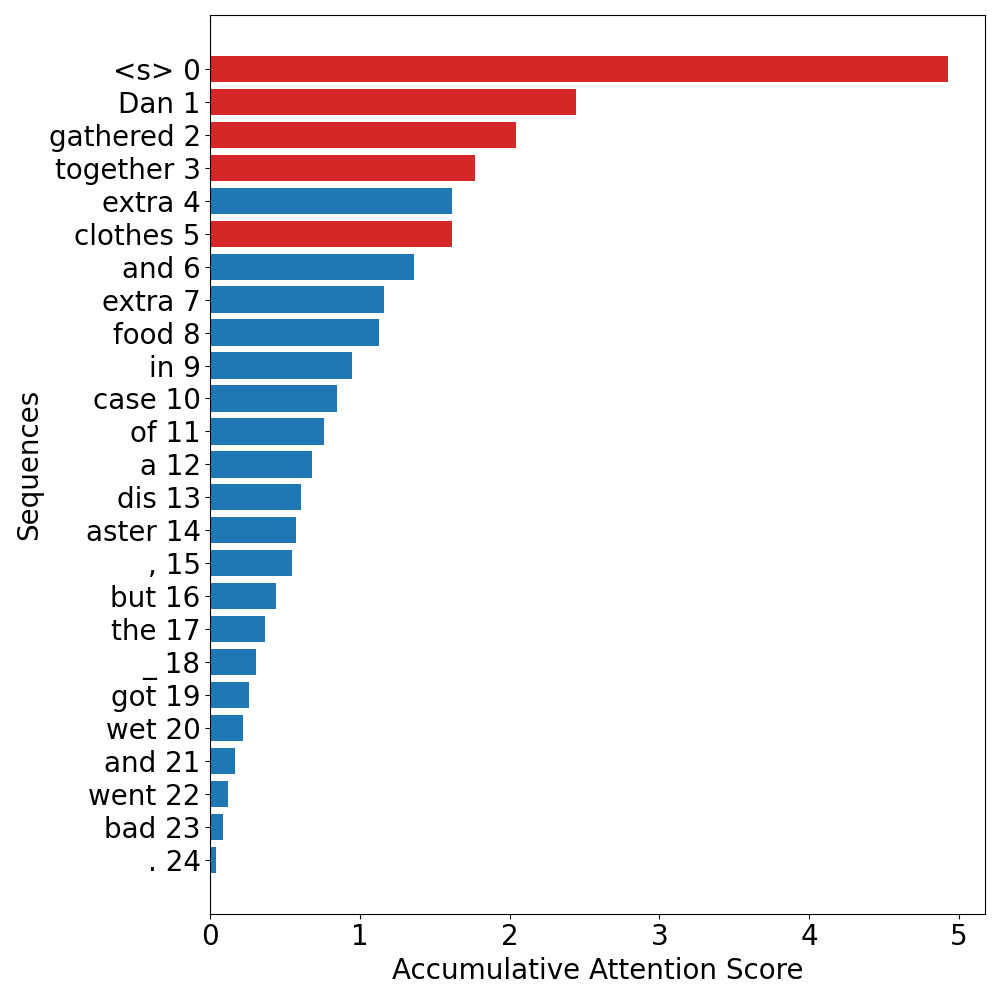 <s> 0
Dan 1
gathered 2
together 3
extra 4
clothes 5
and 6
extra 7
food 8
in 9
case 10
of 11
a 12
dis 13
aster 14
, 15
but 16
the 17
_ 18
got 19
wet 20
and 21
went 22
bad 23
. 24
Sequences
0 1 2 3 4 5
Accumulative Attention Score